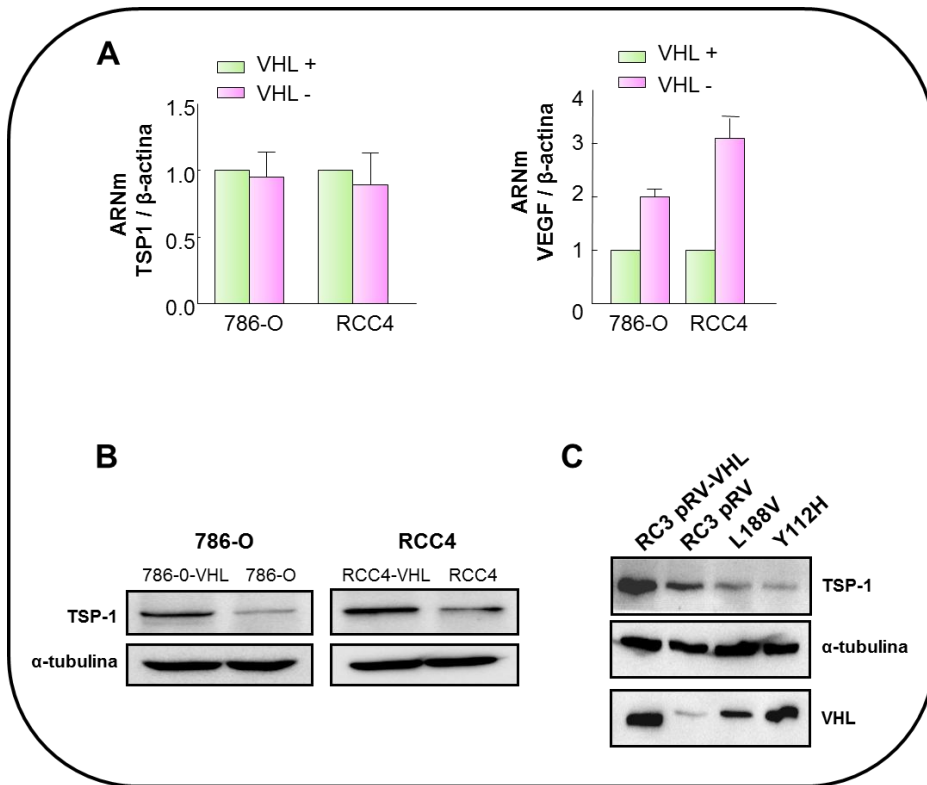 A
VHL +
VHL -
ARNm
TSP1 / β-actina
1.5
1.0
0.5
0.0
786-O
RCC4
VHL +
VHL -
ARNm
VEGF / β-actina
4
3
2
1
0
786-O
RCC4
B
786-O
RCC4
786-0-VHL
786-O
RCC4-VHL
RCC4
TSP-1
α-tubulina
C
RC3 pRV-VHL
RC3 pRV
L188V
Y112H
TSP-1
α-tubulina
VHL